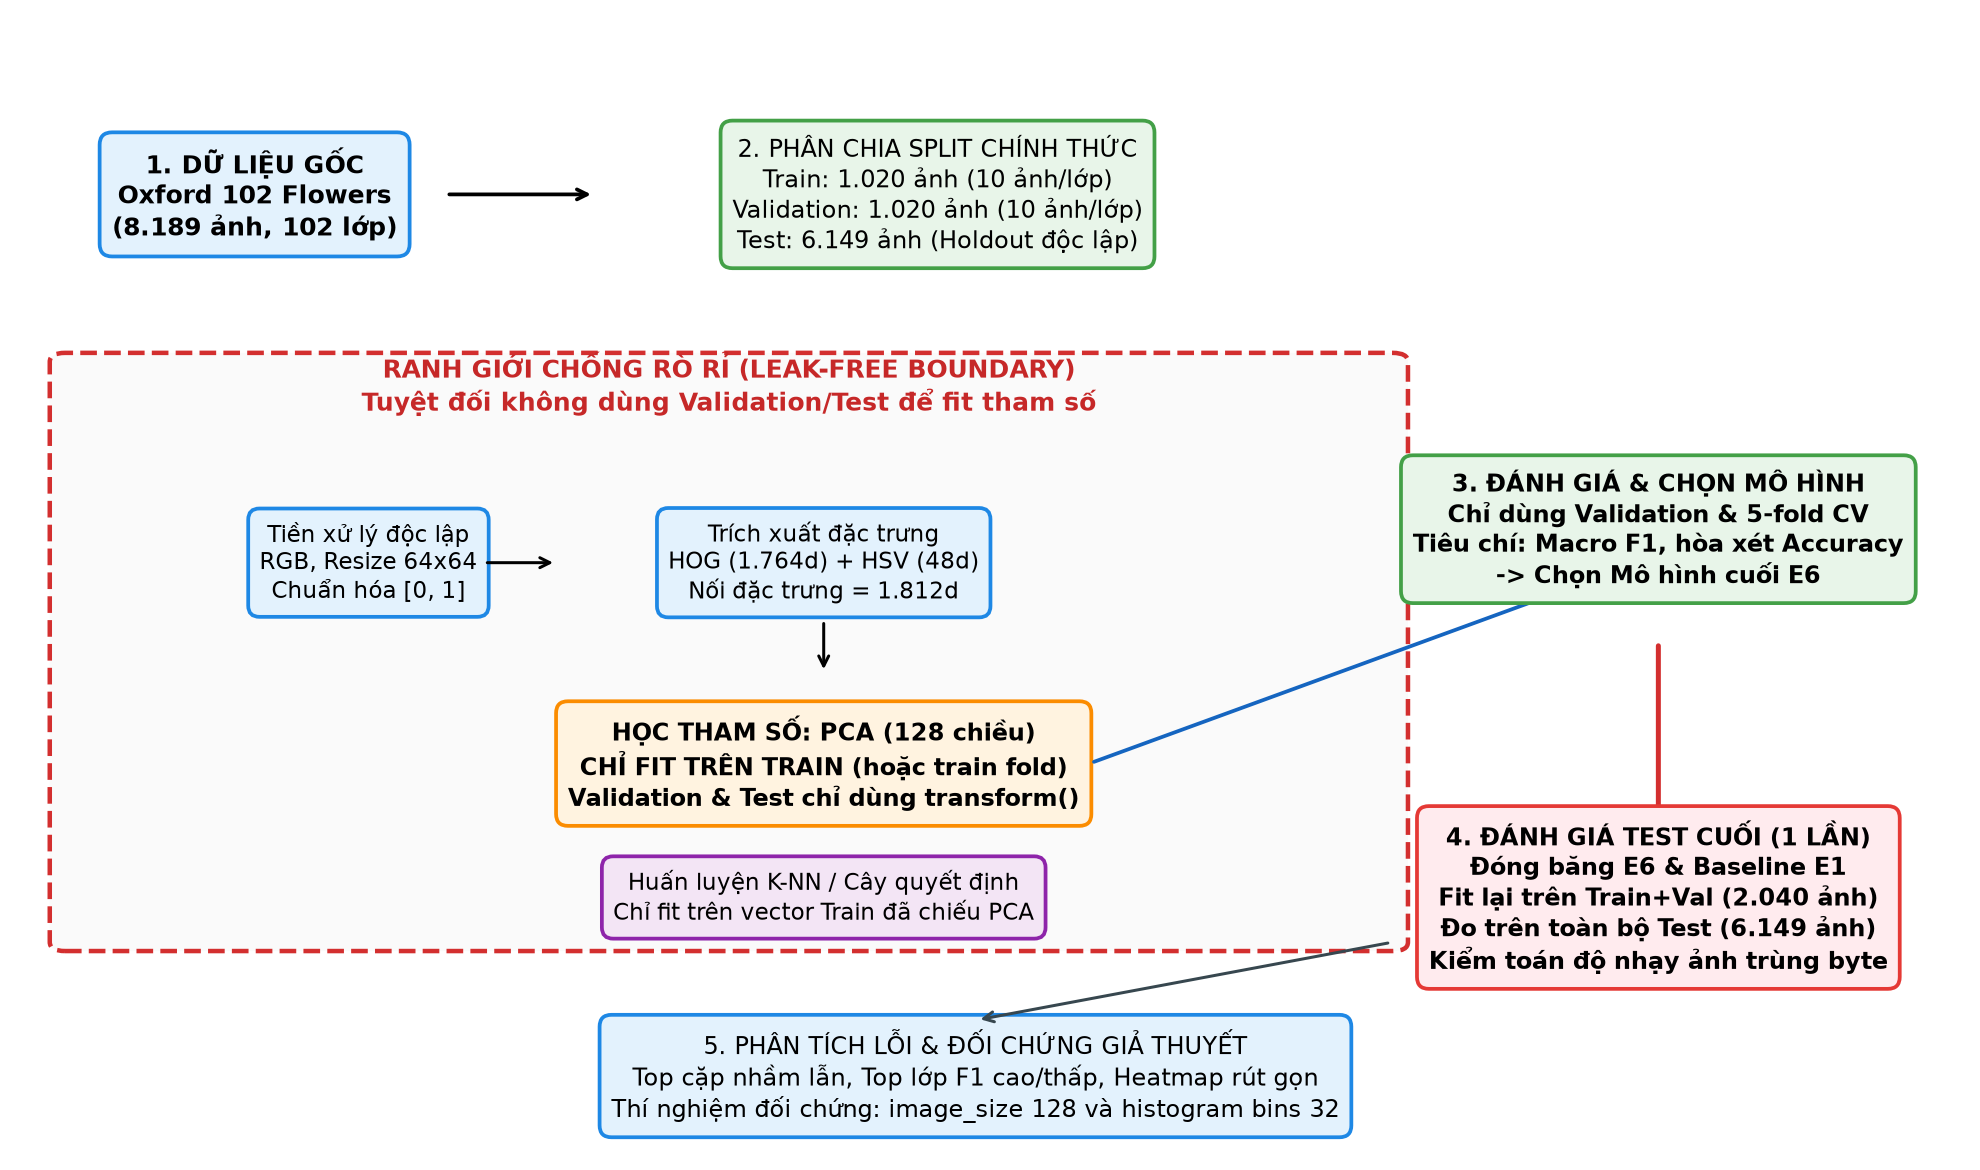 1. DỮ LIỆU GỐC
Oxford 102 Flowers
(8.189 ảnh, 102 lớp)
2. PHÂN CHIA SPLIT CHÍNH THỨC
Train: 1.020 ảnh (10 ảnh/lớp)
Validation: 1.020 ảnh (10 ảnh/lớp)
Test: 6.149 ảnh (Holdout độc lập)
RANH GIỚI CHỐNG RÒ RỈ (LEAK-FREE BOUNDARY)
Tuyệt đối không dùng Validation/Test để fit tham số
Tiền xử lý độc lập
RGB, Resize 64x64
Chuẩn hóa [0, 1]
Trích xuất đặc trưng
HOG (1.764d) + HSV (48d)
Nối đặc trưng = 1.812d
HỌC THAM SỐ: PCA (128 chiều)
CHỈ FIT TRÊN TRAIN (hoặc train fold)
Validation & Test chỉ dùng transform()
Huấn luyện K-NN / Cây quyết định
Chỉ fit trên vector Train đã chiếu PCA
3. ĐÁNH GIÁ & CHỌN MÔ HÌNH
Chỉ dùng Validation & 5-fold CV
Tiêu chí: Macro F1, hòa xét Accuracy
-> Chọn Mô hình cuối E6
4. ĐÁNH GIÁ TEST CUỐI (1 LẦN)
Đóng băng E6 & Baseline E1
Fit lại trên Train+Val (2.040 ảnh)
Đo trên toàn bộ Test (6.149 ảnh)
Kiểm toán độ nhạy ảnh trùng byte
5. PHÂN TÍCH LỖI & ĐỐI CHỨNG GIẢ THUYẾT
Top cặp nhầm lẫn, Top lớp F1 cao/thấp, Heatmap rút gọn
Thí nghiệm đối chứng: image_size 128 và histogram bins 32